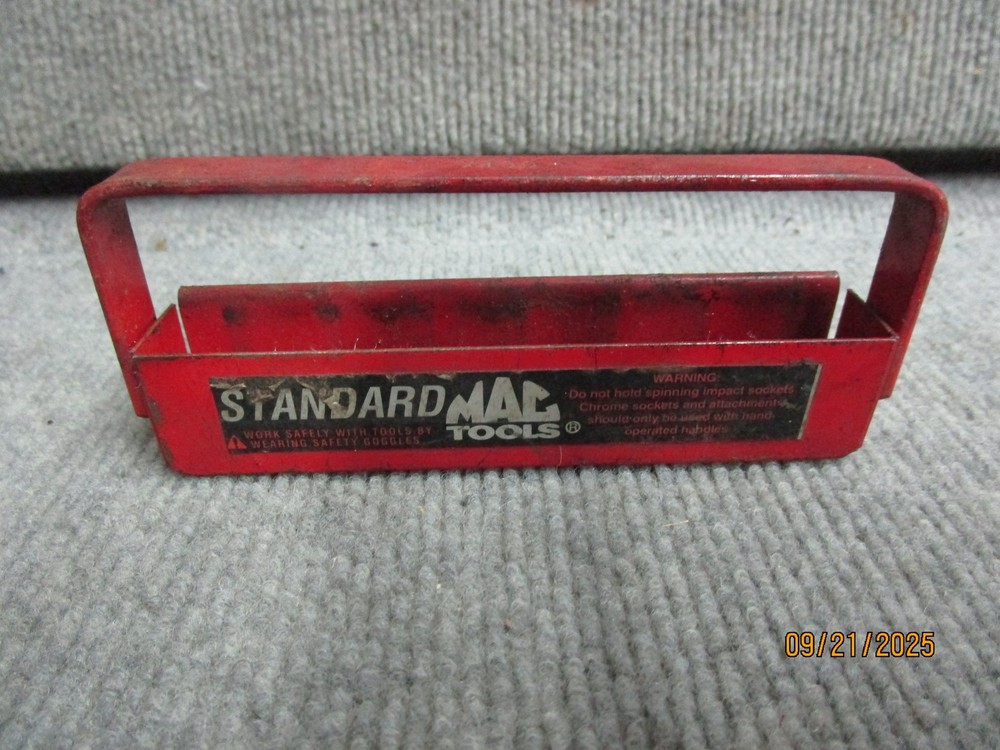 STANDARD
WORK SAFELY WITH TOOLS BY
WEARING SAFETY GOGGLES
MAC
TOOLS®
WARNING:
Do not hold spinning impact sockets.
Chrome sockets and attachments
should only be used with hand
operated handles
09/21/2025